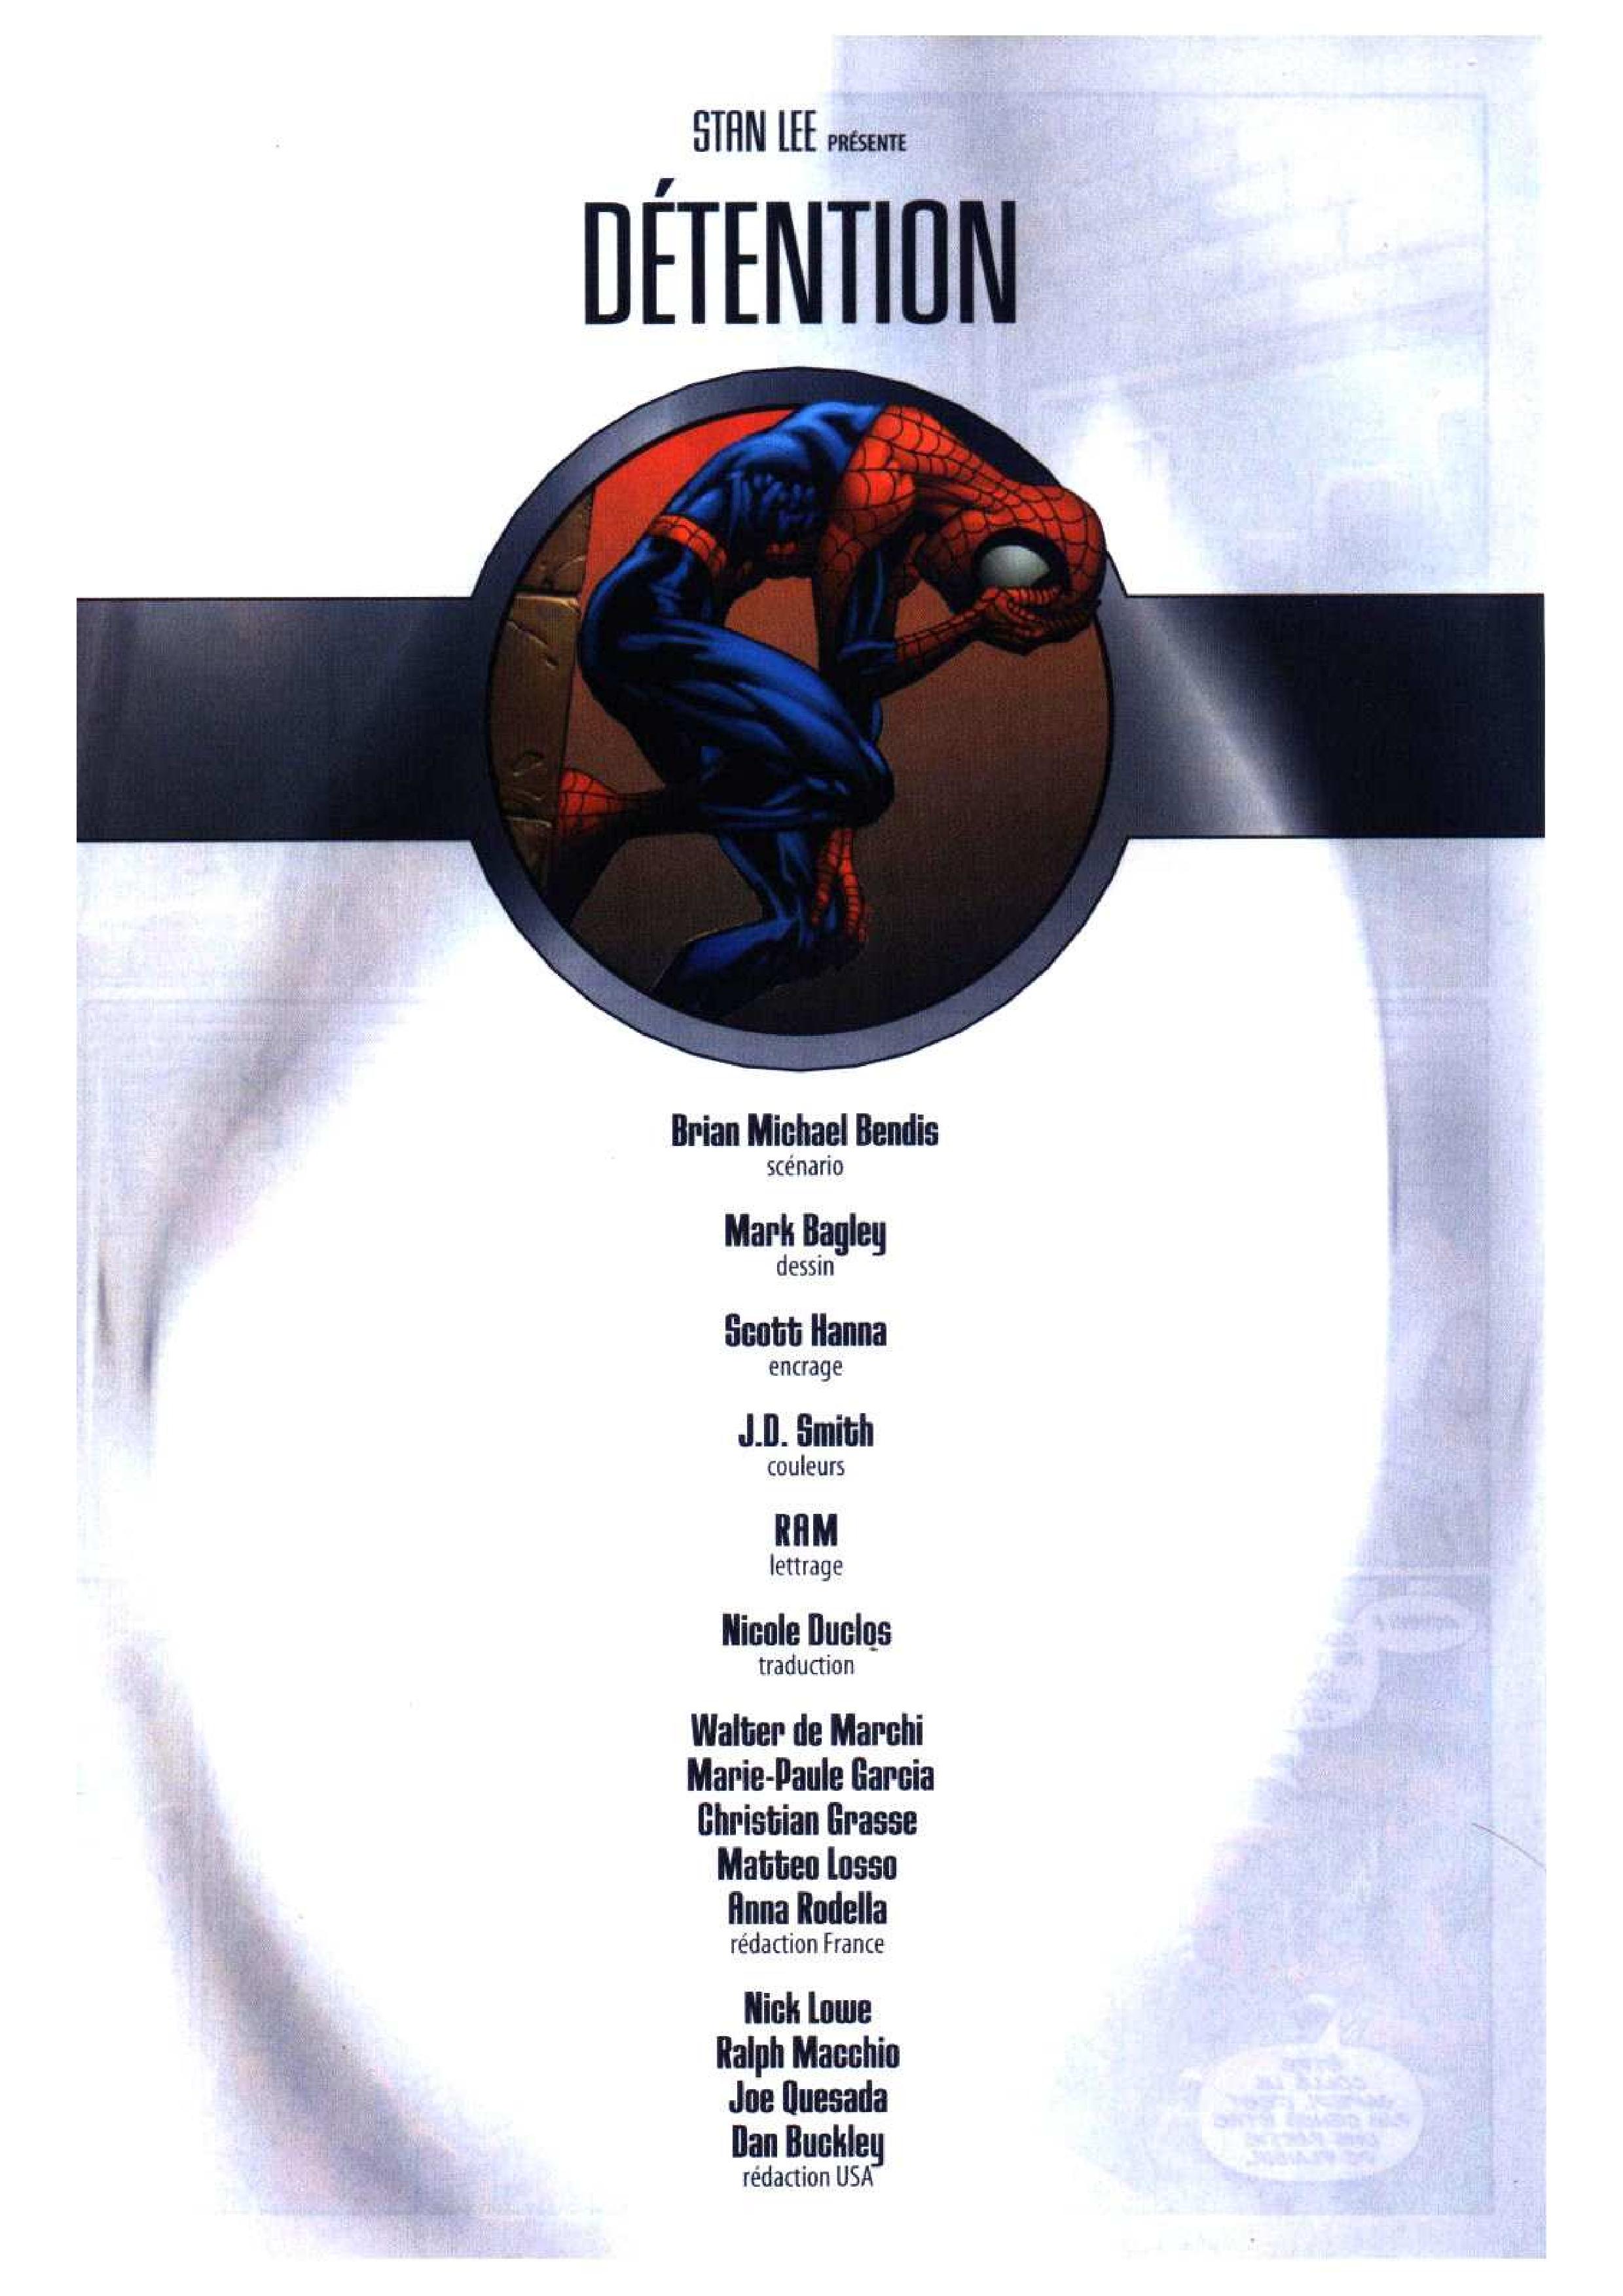 STAN LEE PRÉSENTE
DÉTENTION
Brian Michael Bendis
scénario
Mark Bagley
dessin
Scott Hanna
encrage
J.D. Smith
couleurs
RAM
lettrage
Nicole Duclos
traduction
Walter de Marchi
Marie-Paule Garcia
Christian Grasse
Matteo Losso
Anna Rodella
rédaction France
Nick Lowe
Ralph Macchio
Joe Quesada
Dan Buckley
rédaction USA